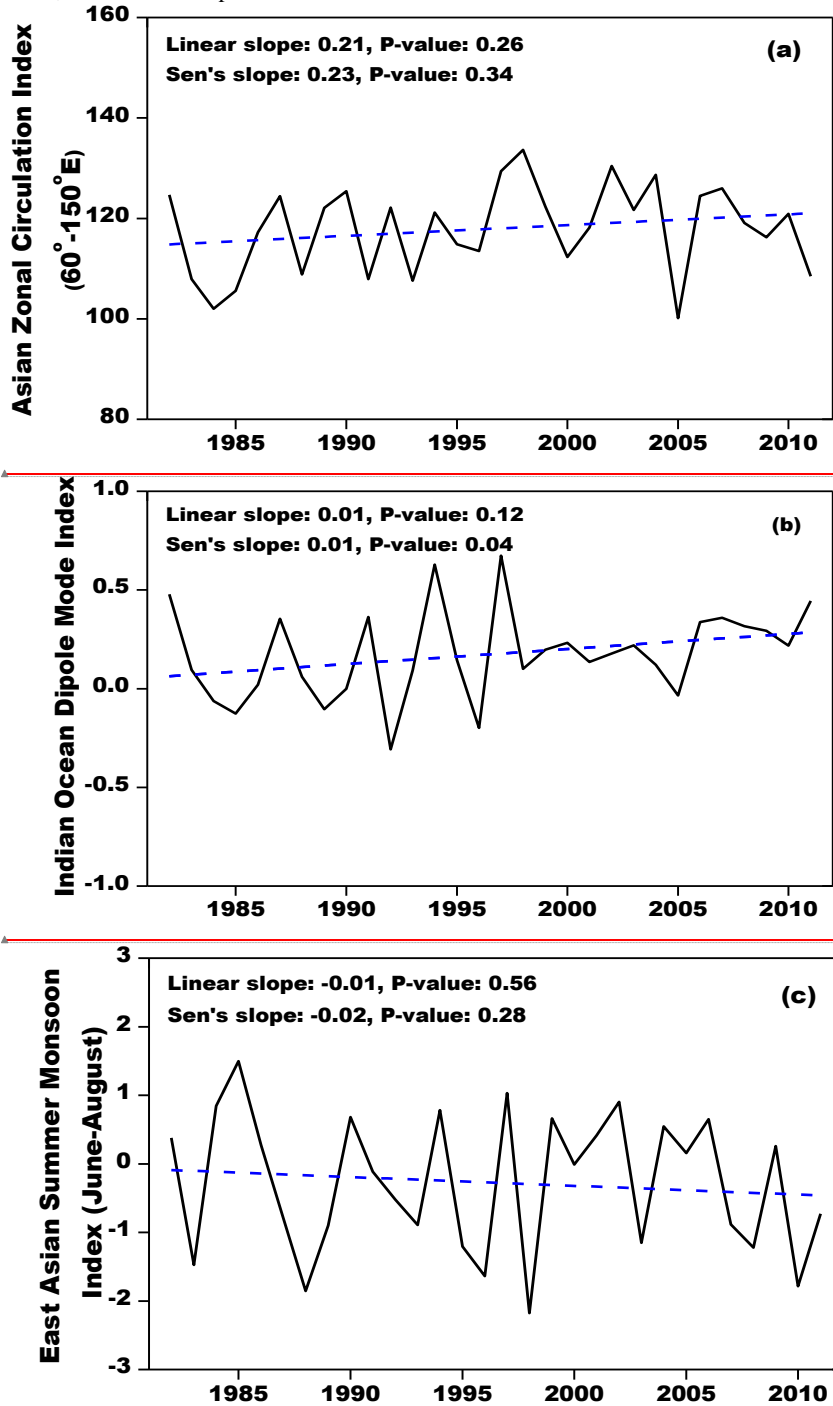 160
Linear slope: 0.21, P-value: 0.26
(a)
Sen's slope: 0.23, P-value: 0.34
140
120
100
80
Asian Zonal Circulation Index
(60°-150°E)
1985 1990 1995 2000 2005 2010
1.0
Linear slope: 0.01, P-value: 0.12
(b)
Sen's slope: 0.01, P-value: 0.04
0.5
0.0
-0.5
-1.0
Indian Ocean Dipole Mode Index
1985 1990 1995 2000 2005 2010
3
Linear slope: -0.01, P-value: 0.56
(c)
Sen's slope: -0.02, P-value: 0.28
2
1
0
-1
-2
-3
East Asian Summer Monsoon
Index (June-August)
1985 1990 1995 2000 2005 2010